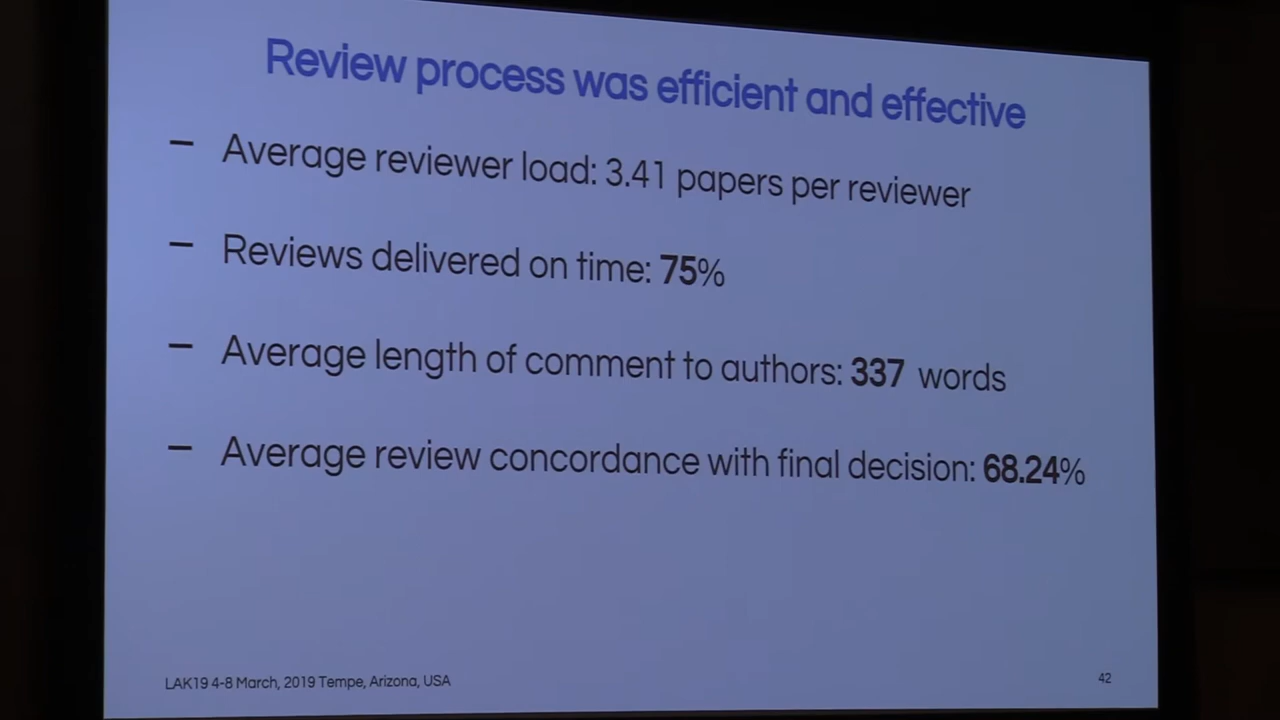 Review process was efficient and effective
– Average reviewer load: 3.41 papers per reviewer
– Reviews delivered on time: 75%
– Average length of comment to authors: 337 words
– Average review concordance with final decision: 68.24%
LAK19 4-8 March, 2019 Tempe, Arizona, USA
42